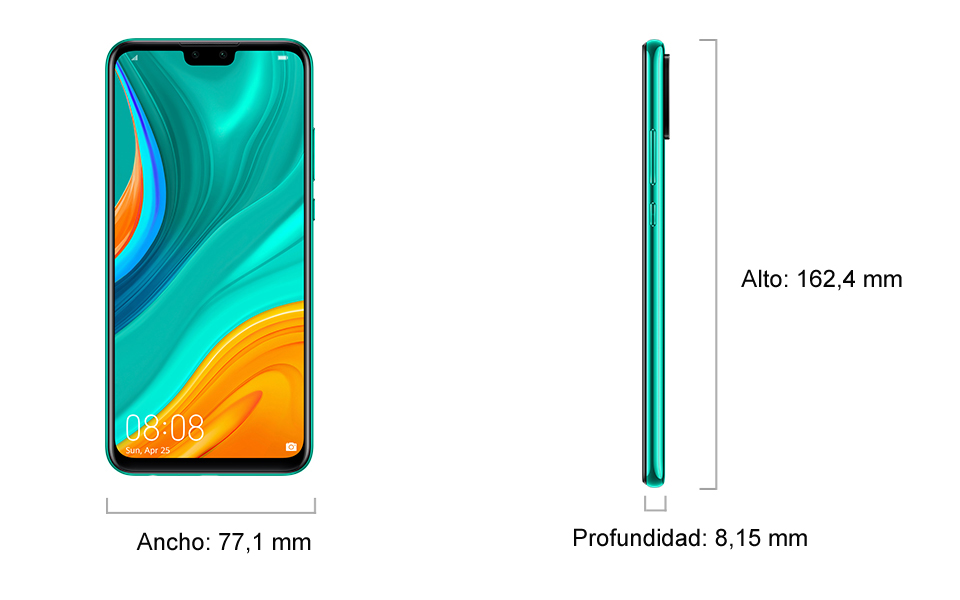 08:08
Sun, Apr 25
Alto: 162,4 mm
Ancho: 77,1 mm
Profundidad: 8,15 mm